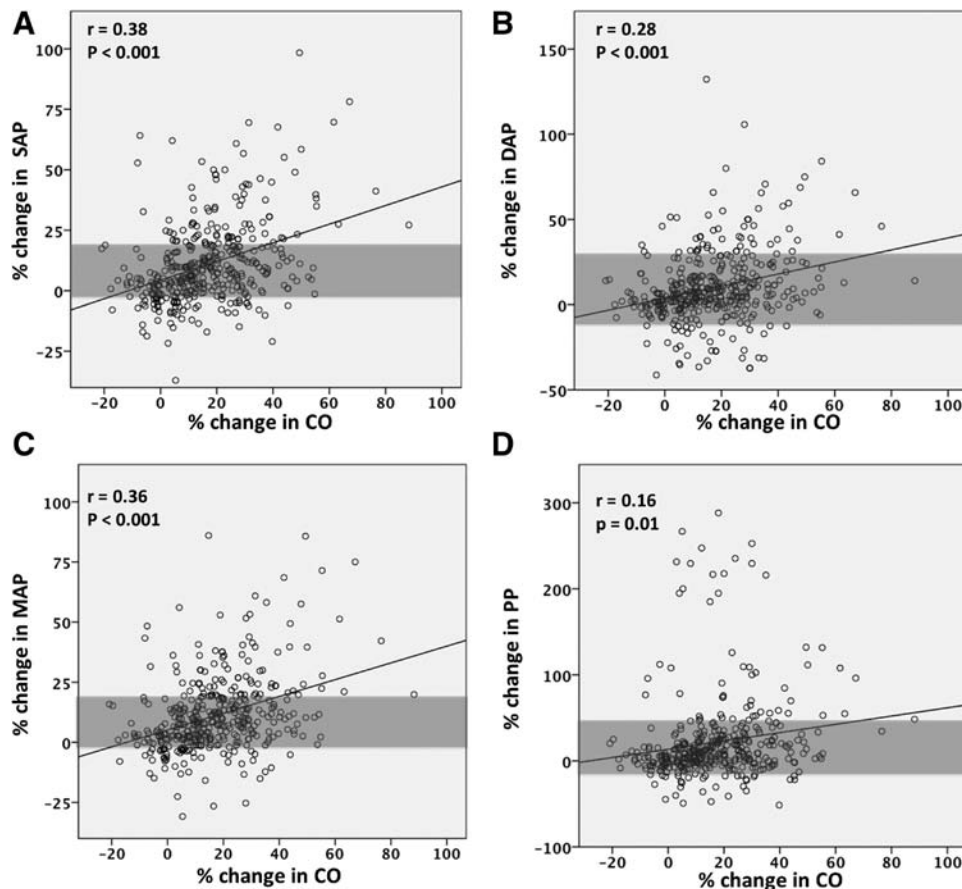 A
r = 0.38
P < 0.001
100
75
50
25
0
−25
% change in SAP
−20 0 20 40 60 80 100
% change in CO
B
r = 0.28
P < 0.001
150
100
50
0
−50
% change in DAP
−20 0 20 40 60 80 100
% change in CO
C
r = 0.36
P < 0.001
100
75
50
25
0
−25
% change in MAP
−20 0 20 40 60 80 100
% change in CO
D
r = 0.16
p = 0.01
300
200
100
0
−100
% change in PP
−20 0 20 40 60 80 100
% change in CO